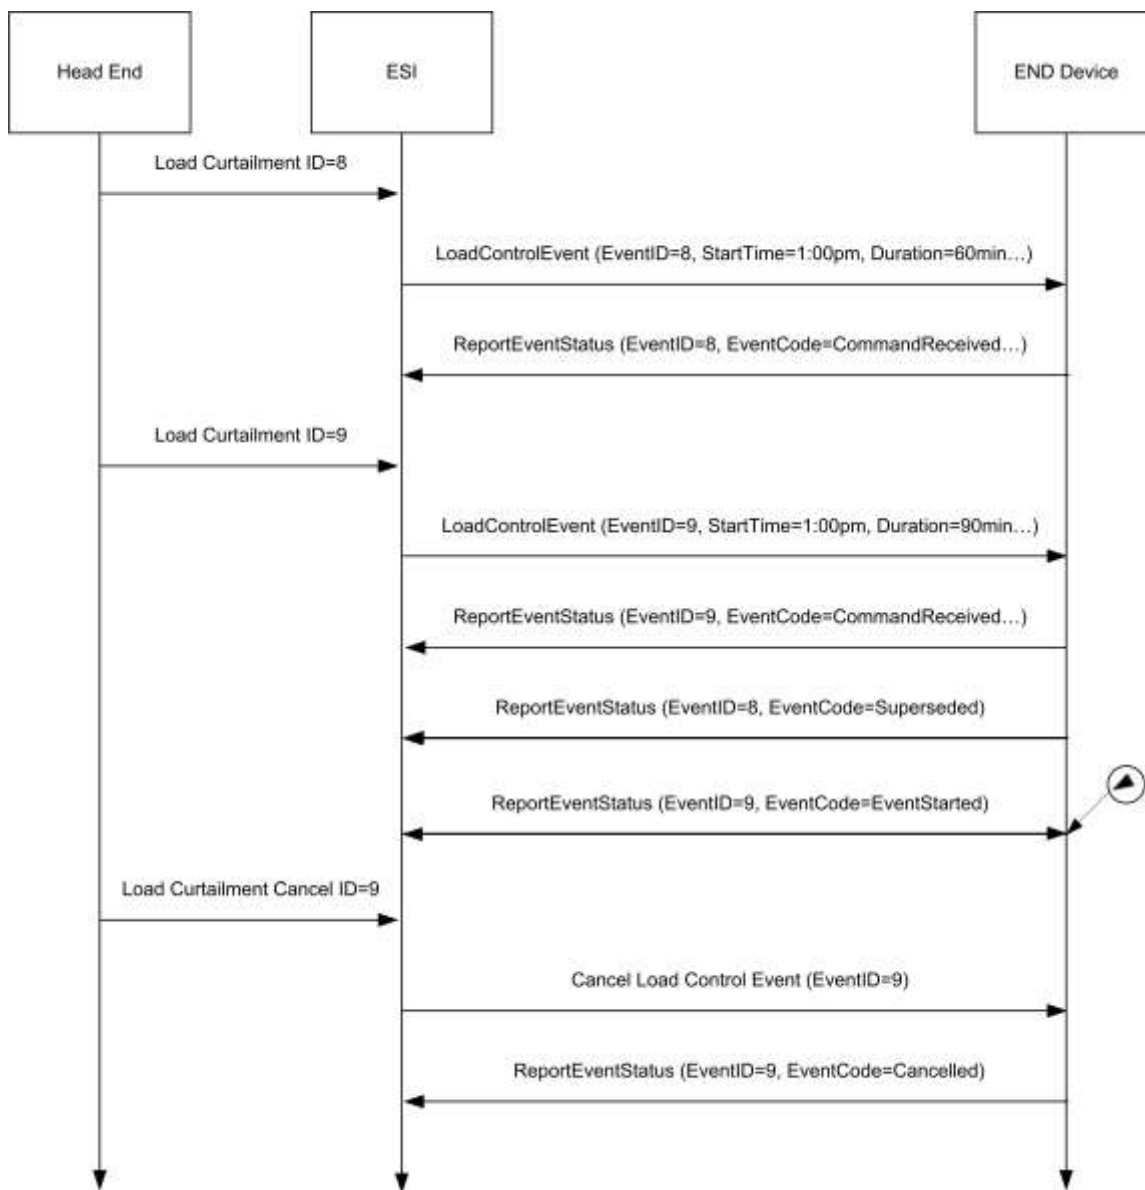 Head End
ESI
END Device
Load Curtailment ID=8
LoadControlEvent (EventID=8, StartTime=1:00pm, Duration=60min…)
ReportEventStatus (EventID=8, EventCode=CommandReceived…)
Load Curtailment ID=9
LoadControlEvent (EventID=9, StartTime=1:00pm, Duration=90min…)
ReportEventStatus (EventID=9, EventCode=CommandReceived…)
ReportEventStatus (EventID=8, EventCode=Superseded)
ReportEventStatus (EventID=9, EventCode=EventStarted)
Load Curtailment Cancel ID=9
Cancel Load Control Event (EventID=9)
ReportEventStatus (EventID=9, EventCode=Cancelled)